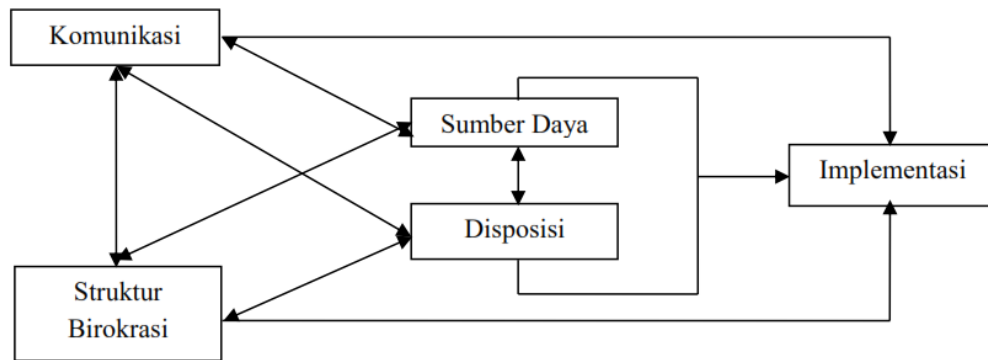 Komunikasi
Sumber Daya
Implementasi
Disposisi
Struktur
Birokrasi